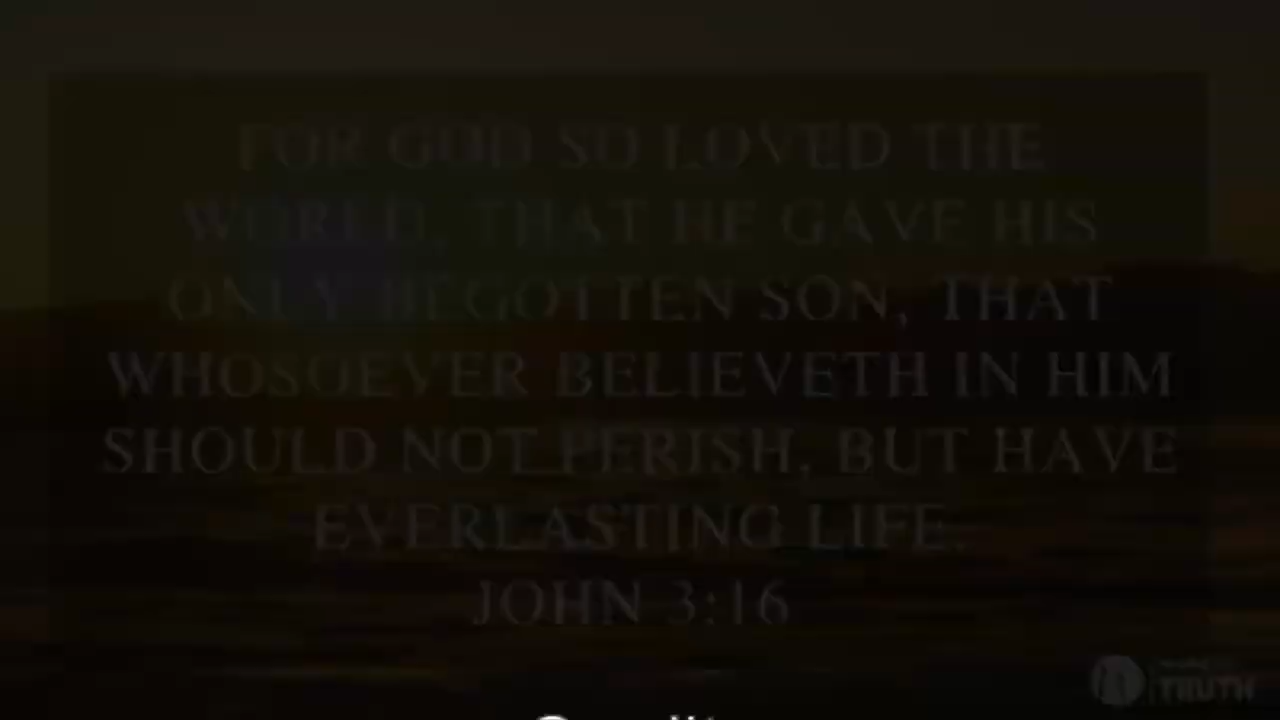 FOR GOD SO LOVED THE
WORLD, THAT HE GAVE HIS
ONLY BEGOTTEN SON, THAT
WHOSOEVER BELIEVETH IN HIM
SHOULD NOT PERISH, BUT HAVE
EVERLASTING LIFE.
JOHN 3:16
TRUTH